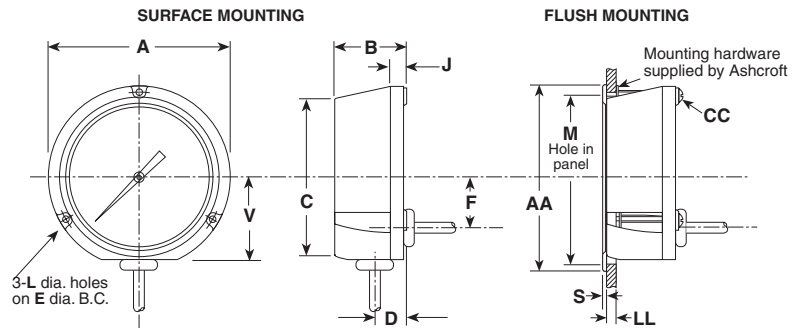 SURFACE MOUNTING
FLUSH MOUNTING
A
B
J
Mounting hardware
supplied by Ashcroft
CC
M
Hole in
panel
V
C
F
AA
3-L dia. holes
on E dia. B.C.
D
S
LL